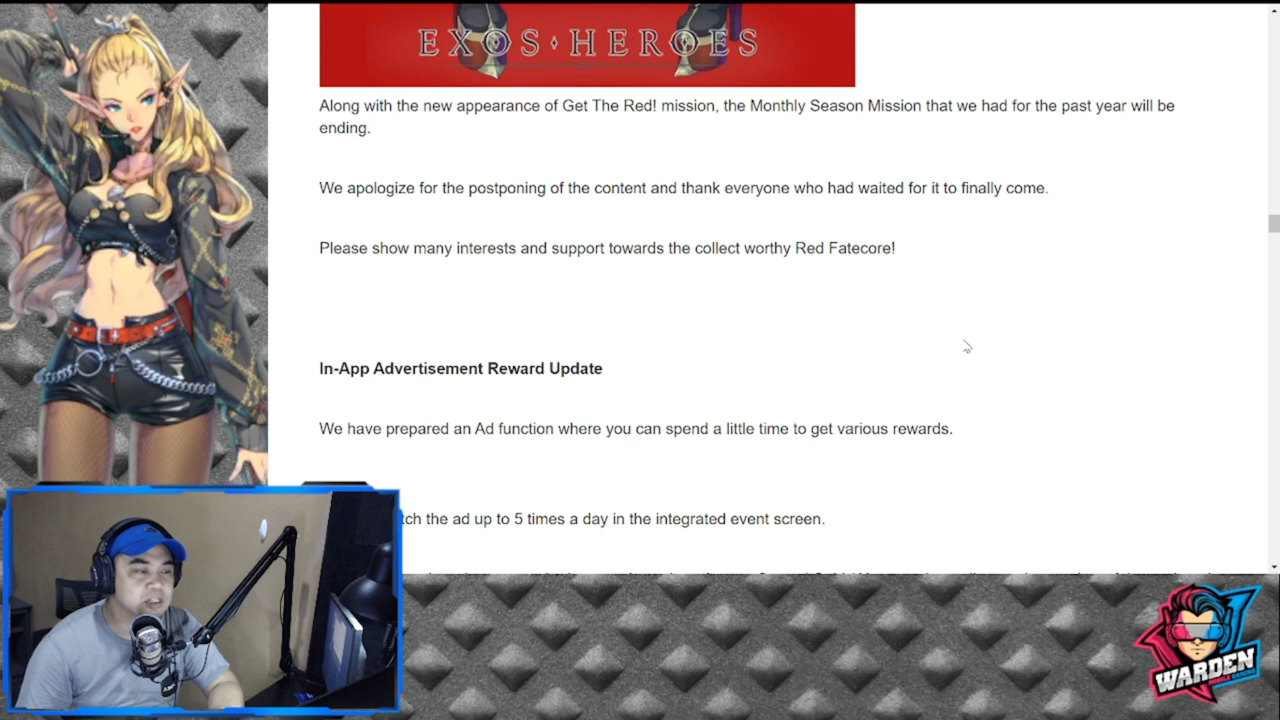 EXOS HEROES
Along with the new appearance of Get The Red! mission, the Monthly Season Mission that we had for the past year will be
ending.
We apologize for the postponing of the content and thank everyone who had waited for it to finally come.
Please show many interests and support towards the collect worthy Red Fatecore!
In-App Advertisement Reward Update
We have prepared an Ad function where you can spend a little time to get various rewards.
tch the ad up to 5 times a day in the integrated event screen.
WARDEN
MOBILE GAMING